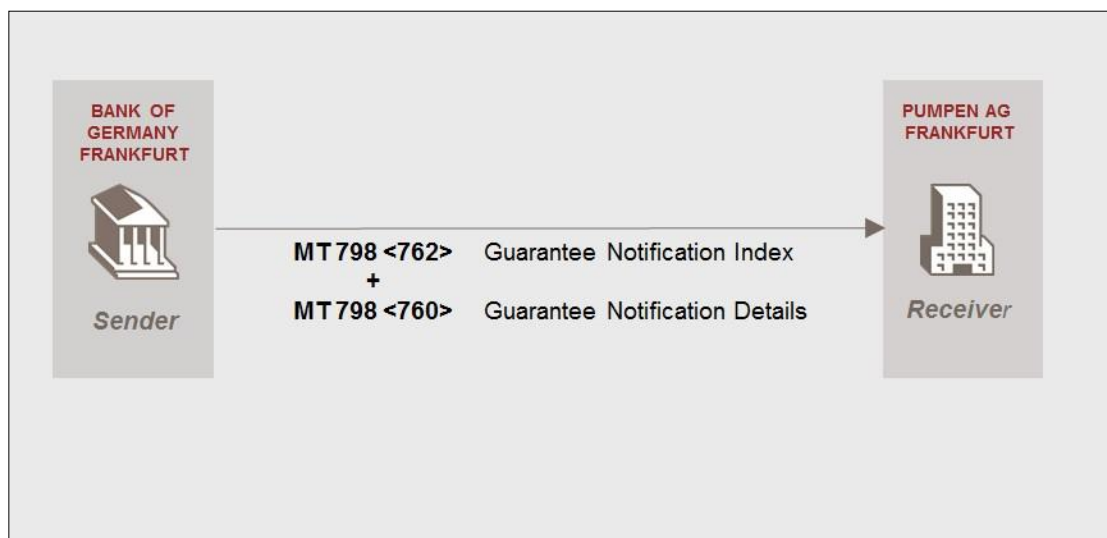 BANK OF
GERMANY
FRANKFURT
Sender
MT 798 <762> Guarantee Notification Index
+
MT 798 <760> Guarantee Notification Details
PUMPEN AG
FRANKFURT
Receiver